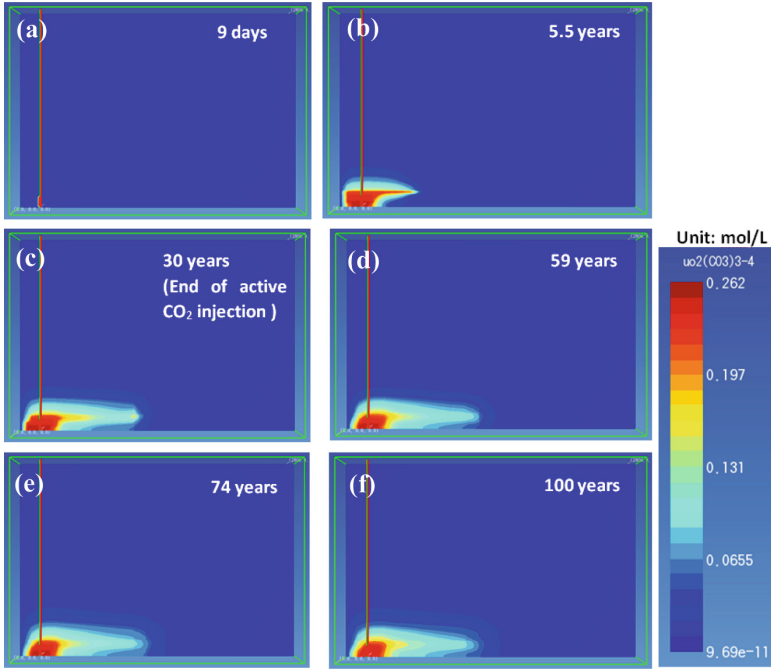 (a)
9 days
(b)
5.5 years
(c)
30 years
(End of active
CO₂ injection )
(d)
59 years
(e)
74 years
(f)
100 years
Unit: mol/L
uo2(CO3)3-4
0.262
0.197
0.131
0.0655
9.69e-11